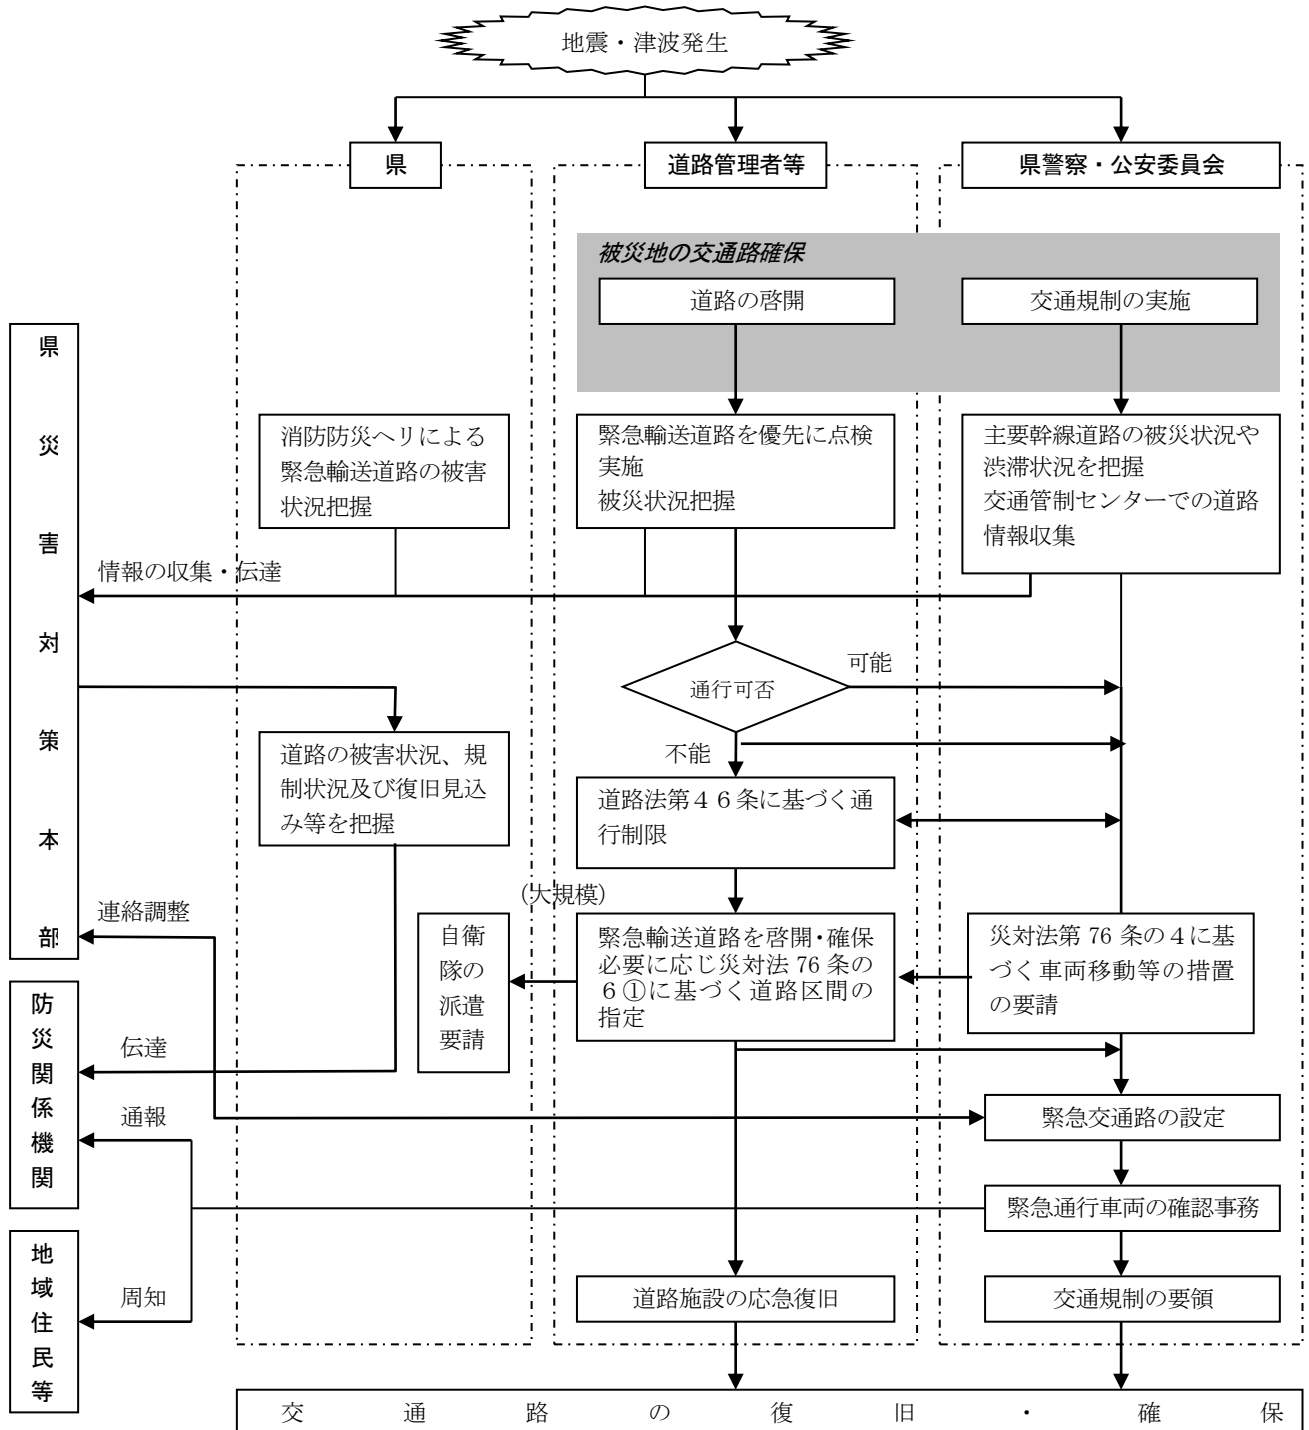 地震・津波発生
県
道路管理者等
県警察・公安委員会
被災地の交通路確保
道路の啓開
交通規制の実施
県災害対策本部
消防防災ヘリによる
緊急輸送道路の被害
状況把握
緊急輸送道路を優先に点検
実施
被災状況把握
主要幹線道路の被災状況や
渋滞状況を把握
交通管制センターでの道路
情報収集
情報の収集・伝達
通行可否
可能
不能
道路の被害状況、規
制状況及び復旧見込
み等を把握
道路法第46条に基づく通
行制限
(大規模)
連絡調整
自衛
隊の
派遣
要請
緊急輸送道路を啓開・確保
必要に応じ災対法 76 条の
6①に基づく道路区間の
指定
災対法第 76 条の4に基
づく車両移動等の措置
の要請
防災関係機関
伝達
通報
緊急交通路の設定
緊急通行車両の確認事務
地域住民等
周知
道路施設の応急復旧
交通規制の要領
交通路の復旧・確保